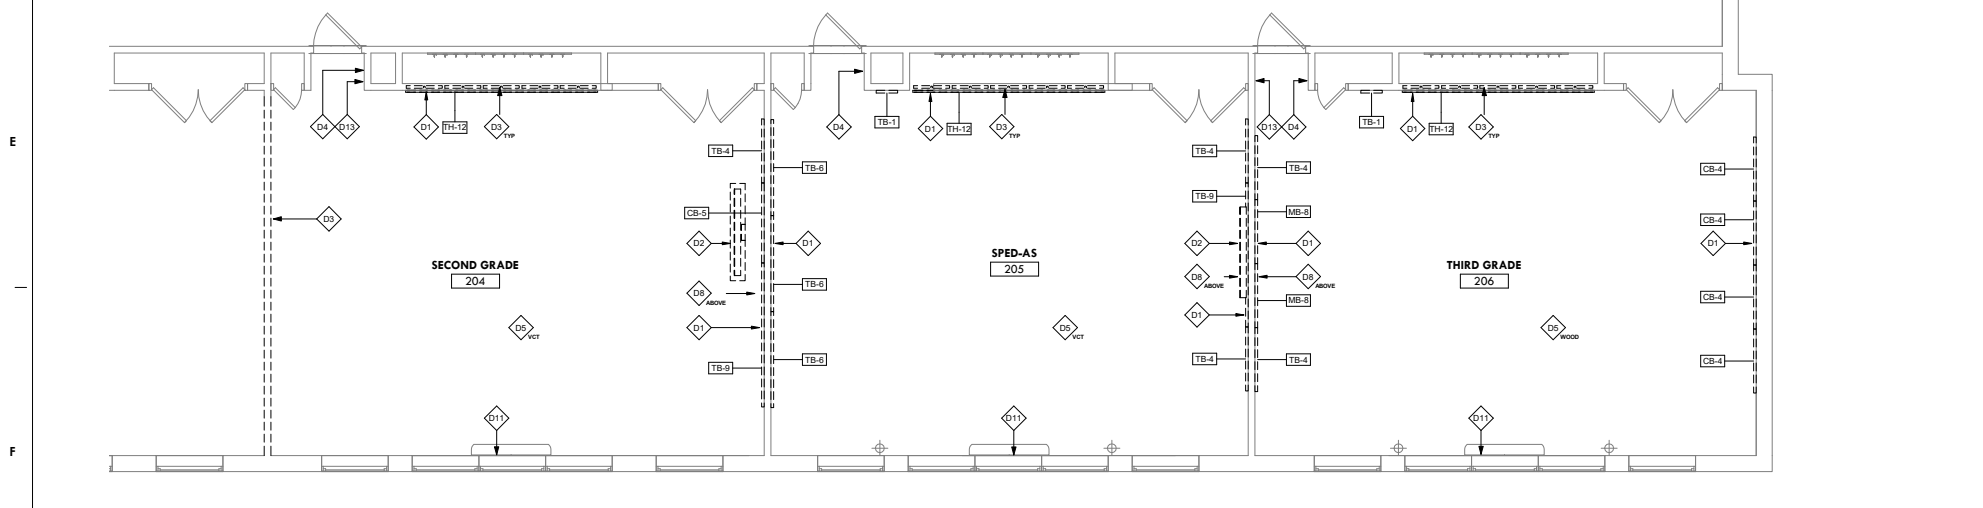 D4
D13
D1
TH-12
D3
TYP
D4
TB-1
D1
TH-12
D3
TYP
D13
D4
TB-1
D1
TH-12
D3
TYP
E
TB-4
TB-6
TB-4
TB-4
CB-4
TB-9
CB-5
MB-8
D3
CB-4
D2
D1
D2
D1
D1
SECOND GRADE
204
SPED-AS
205
THIRD GRADE
206
D8
ABOVE
D8
ABOVE
TB-6
D8
ABOVE
MB-8
CB-4
D1
D1
D5
VCT
D5
VCT
D5
WOOD
TB-9
TB-6
TB-4
TB-4
CB-4
D11
D11
D11
F